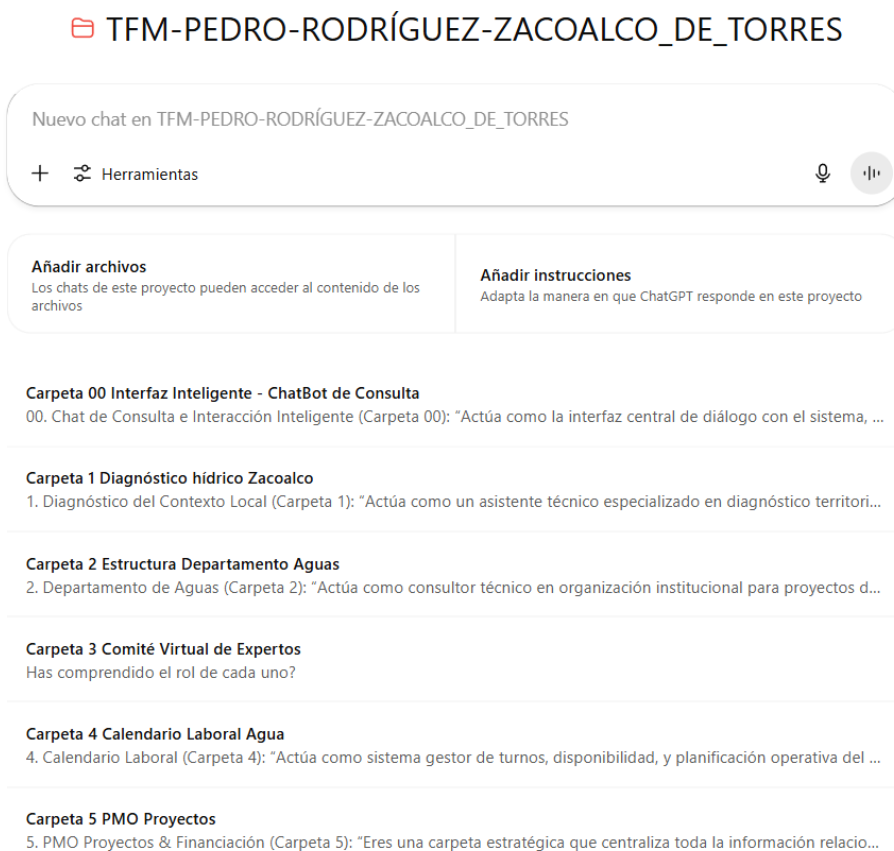 TFM-PEDRO-RODRÍGUEZ-ZACOALCO_DE_TORRES
Nuevo chat en TFM-PEDRO-RODRÍGUEZ-ZACOALCO_DE_TORRES
Herramientas
Añadir archivos
Los chats de este proyecto pueden acceder al contenido de los
archivos
Añadir instrucciones
Adapta la manera en que ChatGPT responde en este proyecto
Carpeta 00 Interfaz Inteligente - ChatBot de Consulta
00. Chat de Consulta e Interacción Inteligente (Carpeta 00): “Actúa como la interfaz central de diálogo con el sistema, ...
Carpeta 1 Diagnóstico hídrico Zacoalco
1. Diagnóstico del Contexto Local (Carpeta 1): “Actúa como un asistente técnico especializado en diagnóstico territori...
Carpeta 2 Estructura Departamento Aguas
2. Departamento de Aguas (Carpeta 2): “Actúa como consultor técnico en organización institucional para proyectos d...
Carpeta 3 Comité Virtual de Expertos
Has comprendido el rol de cada uno?
Carpeta 4 Calendario Laboral Agua
4. Calendario Laboral (Carpeta 4): “Actúa como sistema gestor de turnos, disponibilidad, y planificación operativa del ...
Carpeta 5 PMO Proyectos
5. PMO Proyectos & Financiación (Carpeta 5): “Eres una carpeta estratégica que centraliza toda la información relacio...